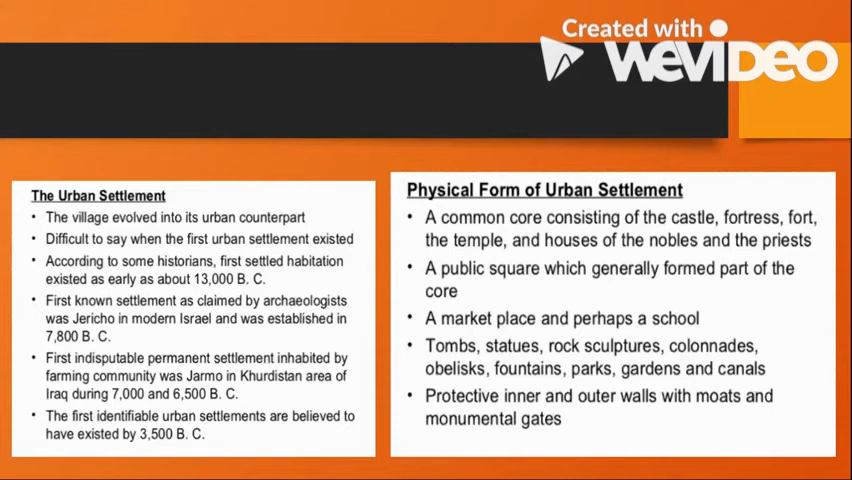 Created with
WeVideo
The Urban Settlement
• The village evolved into its urban counterpart
• Difficult to say when the first urban settlement existed
• According to some historians, first settled habitation
existed as early as about 13,000 B. C.
• First known settlement as claimed by archaeologists
was Jericho in modern Israel and was established in
7,800 B. C.
• First indisputable permanent settlement inhabited by
farming community was Jarmo in Khurdistan area of
Iraq during 7,000 and 6,500 B. C.
• The first identifiable urban settlements are believed to
have existed by 3,500 B. C.
Physical Form of Urban Settlement
• A common core consisting of the castle, fortress, fort,
the temple, and houses of the nobles and the priests
• A public square which generally formed part of the
core
• A market place and perhaps a school
• Tombs, statues, rock sculptures, colonnades,
obelisks, fountains, parks, gardens and canals
• Protective inner and outer walls with moats and
monumental gates